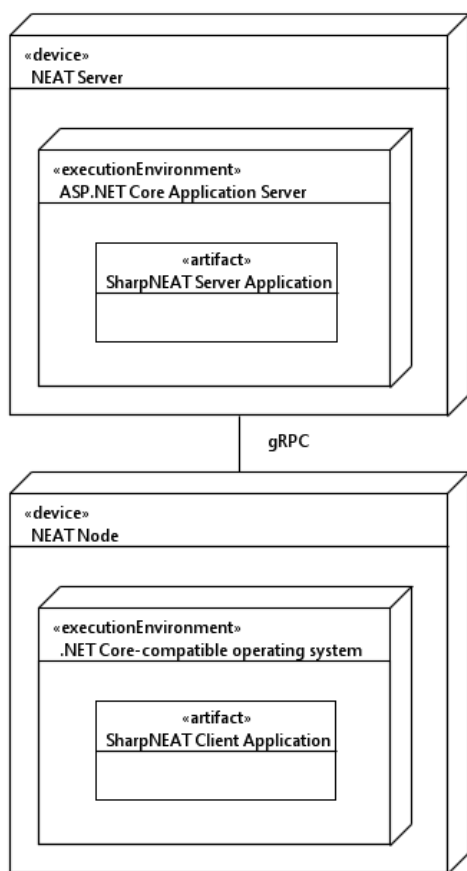 «device»
NEAT Server
«executionEnvironment»
ASP.NET Core Application Server
«artifact»
SharpNEAT Server Application
gRPC
«device»
NEAT Node
«executionEnvironment»
.NET Core-compatible operating system
«artifact»
SharpNEAT Client Application